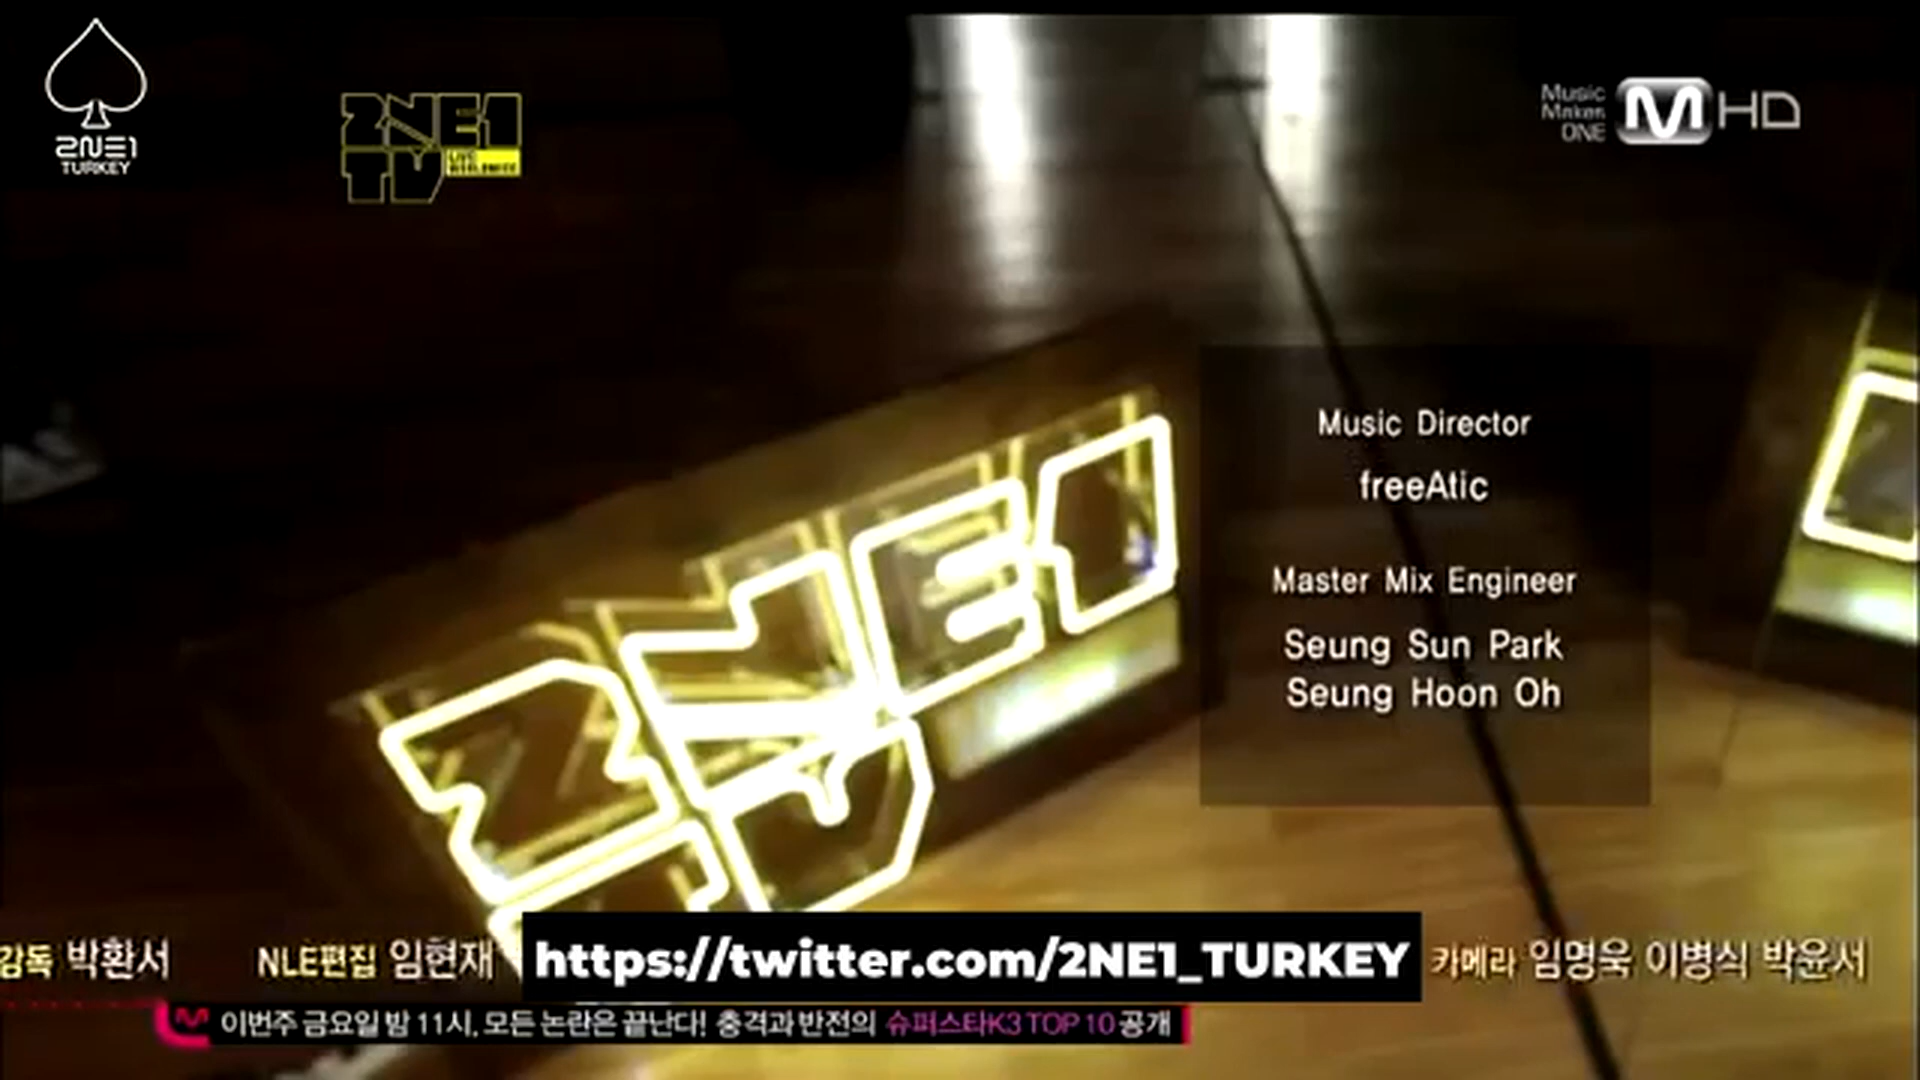 2NE1
TURKEY
2NE1
TV
LIVE
WORLDWIDE
Music
Makes
ONE
M HD
2NE1
TV
Music Director
freeAtic
Master Mix Engineer
Seung Sun Park
Seung Hoon Oh
감독 박환서 NLE편집 임현재
https://twitter.com/2NE1_TURKEY
카메라 임명욱 이병식 박윤서
이번주 금요일 밤 11시, 모든 논란은 끝난다! 충격과 반전의 슈퍼스타K3 TOP 10 공개